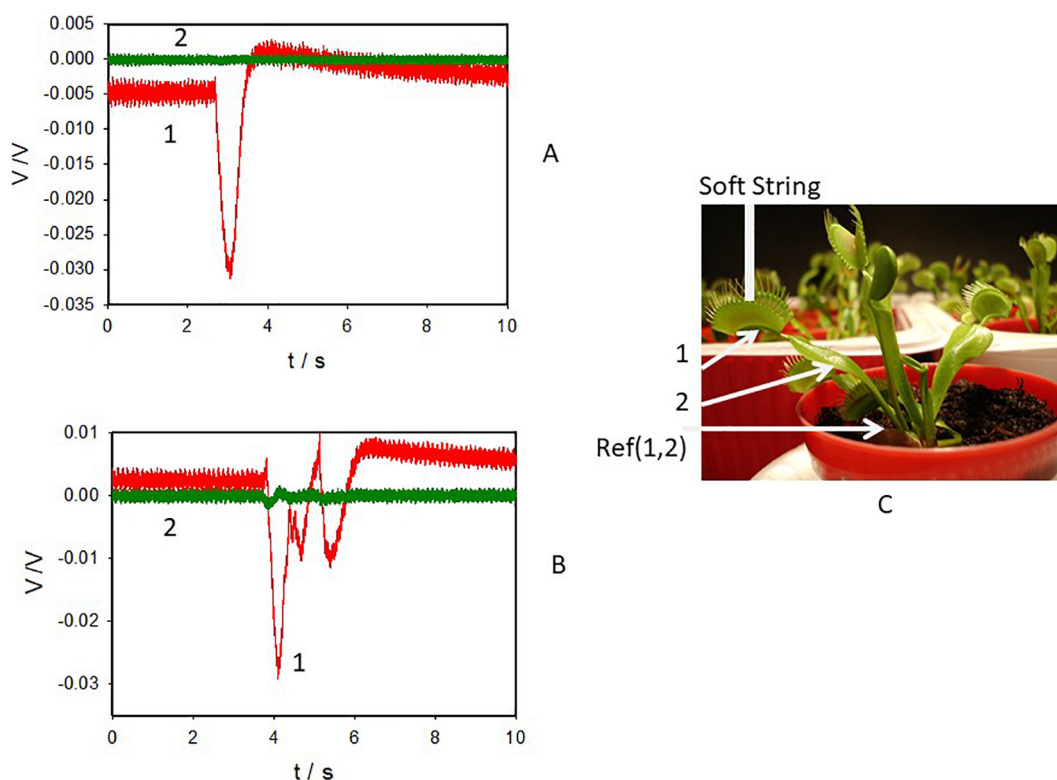 0.005
0.000
-0.005
-0.010
-0.015
-0.020
-0.025
-0.030
-0.035
V /V
2
1
0 2 4 6 8 10
t / s
A
0.01
0.00
-0.01
-0.02
-0.03
V /V
2
1
0 2 4 6 8 10
t / s
B
Soft String
1
2
Ref(1,2)
C